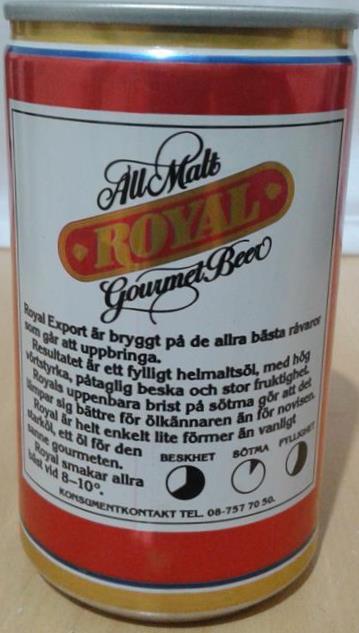 All Malt
ROYAL
Gourmet Beer
Royal Export är bryggt på de allra bästa råvaror
som går att uppbringa.
Resultatet är ett fylligt helmaltsöl, med hög
vörtstyrka, påtaglig beska och stor fruktighet.
Royals uppenbara brist på sötma gör att det
lämpar sig bättre för ölkännaren än för novisen.
Royal är helt enkelt lite förmer än vanligt
starköl, ett öl för den
sanne gourmeten.
Royal smakar allra
bäst vid 8–10°.
BESKHET SÖTMA FYLLIGHET
KONSUMENTKONTAKT TEL. 08-757 70 50.